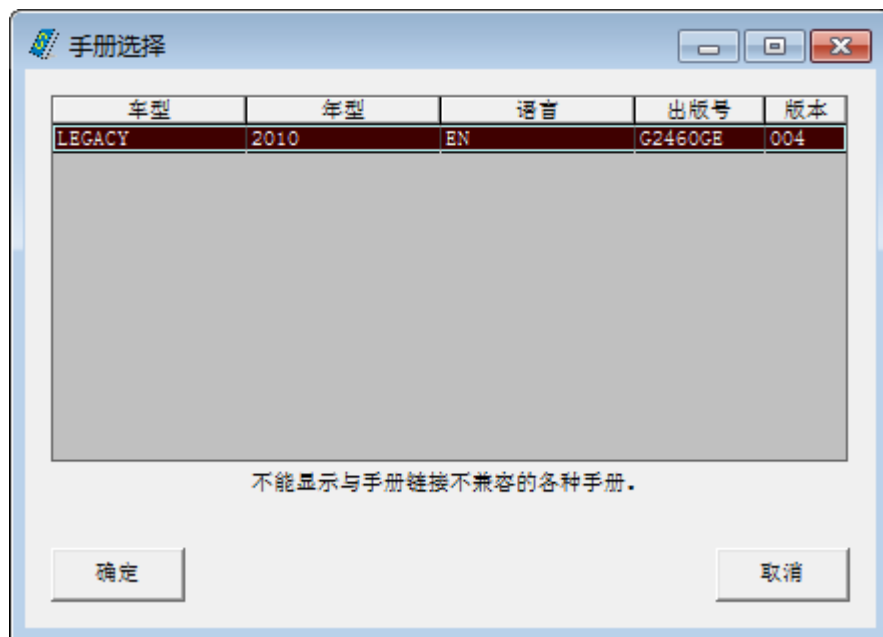 手册选择
车型 年型 语言 出版号 版本
LEGACY 2010 EN G2460GE 004
不能显示与手册链接不兼容的各种手册.
确定 取消